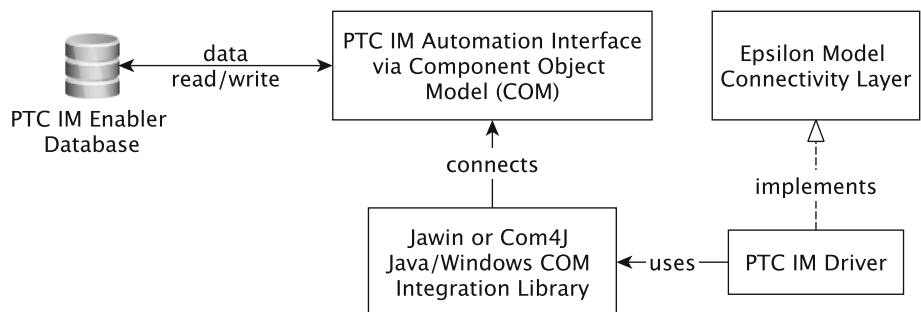 data
read/write
PTC IM Enabler
Database
PTC IM Automation Interface
via Component Object
Model (COM)
Epsilon Model
Connectivity Layer
connects
implements
Jawin or Com4J
Java/Windows COM
Integration Library
uses
PTC IM Driver